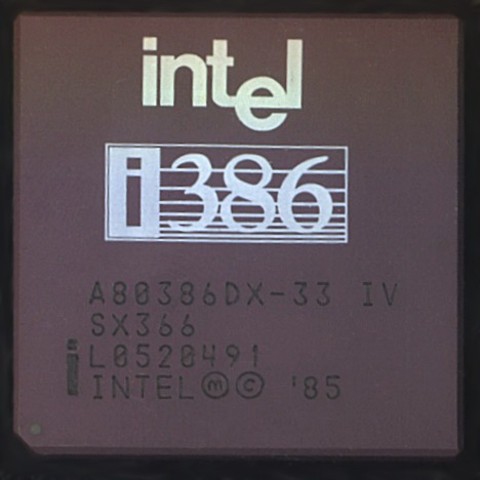 intel
i386
A80386DX-33 IV
SX366
L0520491
INTEL Ⓜ © '85